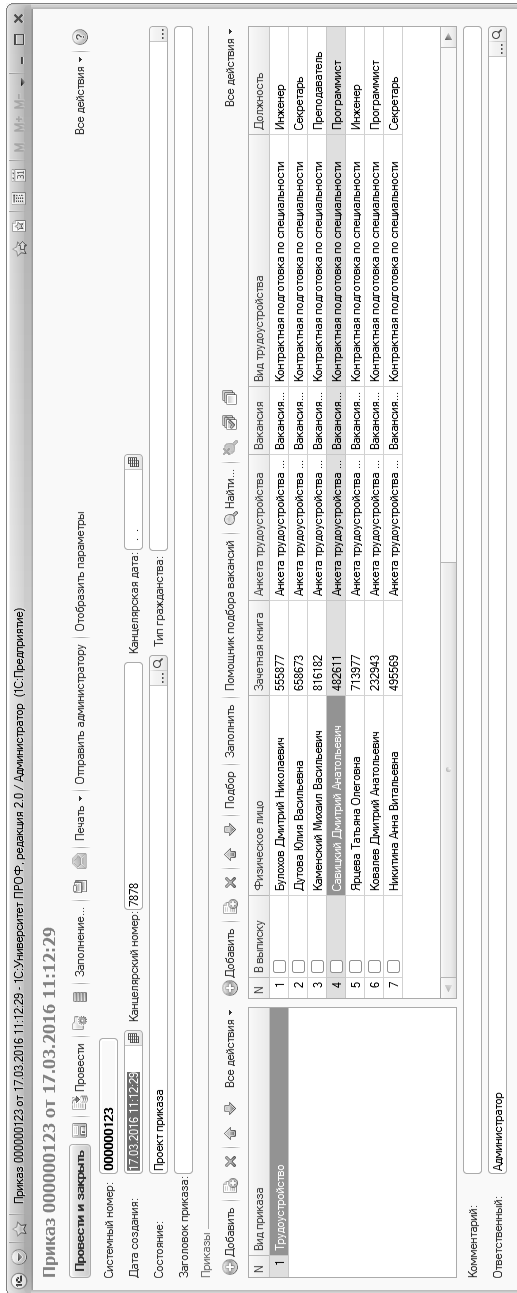 Приказ 000000123 от 17.03.2016 11:12:29 - 1С:Университет ПРОФ, редакция 2.0 / Администратор (1С:Предприятие)
31 M M+ M-
Приказ 000000123 от 17.03.2016 11:12:29
Провести и закрыть Провести Заполнение... Печать Отправить администратору Отобразить параметры Все действия ?
Системный номер: 000000123
Дата создания: 17.03.2016 11:12:29 Канцелярский номер: 7878 Канцелярская дата: . .
Состояние: Проект приказа ... Тип гражданства: ...
Заголовок приказа:
Приказы
Добавить Все действия Добавить Подбор Заполнить Помощник подбора вакансий Найти... Все действия
N Вид приказа
1 Трудоустройство
N В выписку Физическое лицо Зачетная книга Анкета трудоустройства Вакансия Вид трудоустройства Должность
1 Булохов Дмитрий Николаевич 555877 Анкета трудоустройства ... Вакансия... Контрактная подготовка по специальности Инженер
2 Дутова Юлия Васильевна 658673 Анкета трудоустройства ... Вакансия... Контрактная подготовка по специальности Секретарь
3 Каменский Михаил Васильевич 816182 Анкета трудоустройства ... Вакансия... Контрактная подготовка по специальности Преподаватель
4 Савицкий Дмитрий Анатольевич 482611 Анкета трудоустройства ... Вакансия... Контрактная подготовка по специальности Программист
5 Ярцева Татьяна Олеговна 713977 Анкета трудоустройства ... Вакансия... Контрактная подготовка по специальности Инженер
6 Ковалев Дмитрий Анатольевич 232943 Анкета трудоустройства ... Вакансия... Контрактная подготовка по специальности Программист
7 Никитина Анна Витальевна 495569 Анкета трудоустройства ... Вакансия... Контрактная подготовка по специальности Секретарь
Комментарий:
Ответственный: Администратор ...